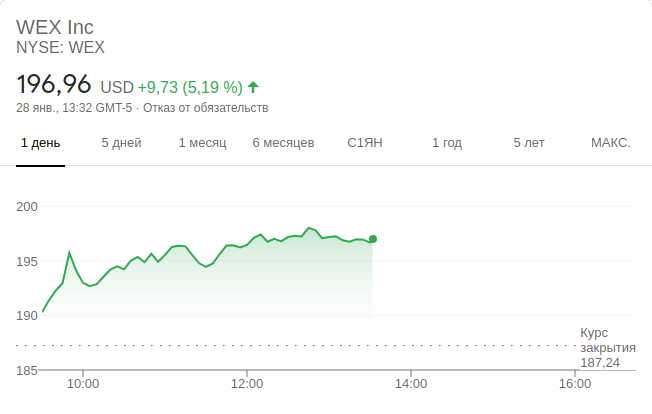 WEX Inc
NYSE: WEX
196,96 USD +9,73 (5,19 %)
28 янв., 13:32 GMT-5 · Отказ от обязательств
1 день 5 дней 1 месяц 6 месяцев С1ЯН 1 год 5 лет МАКС.
200
195
190
Курс
закрытия
187,24
185
10:00 12:00 14:00 16:00